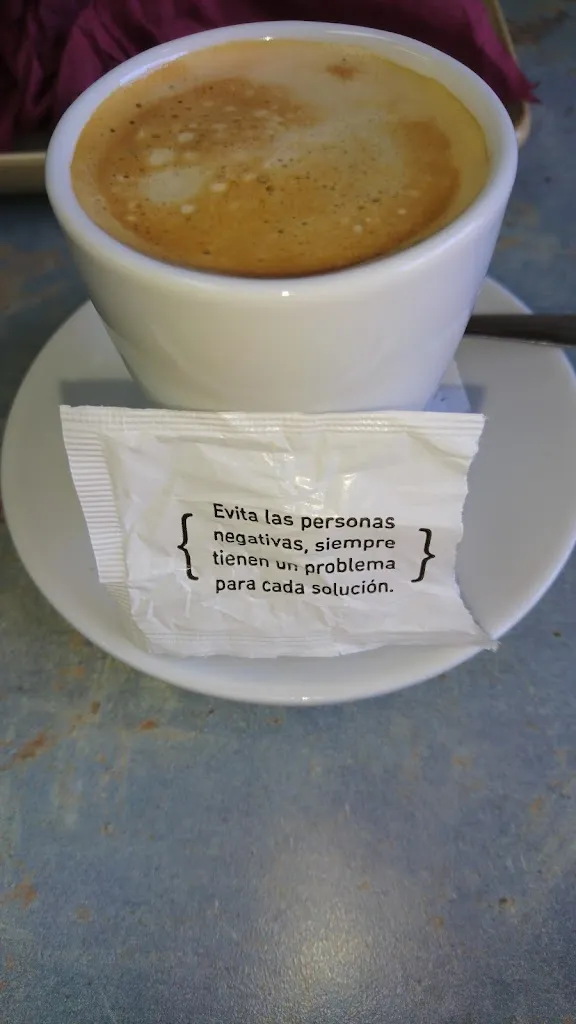 Evita las personas
negativas, siempre
{ tienen un problema }
para cada solución.